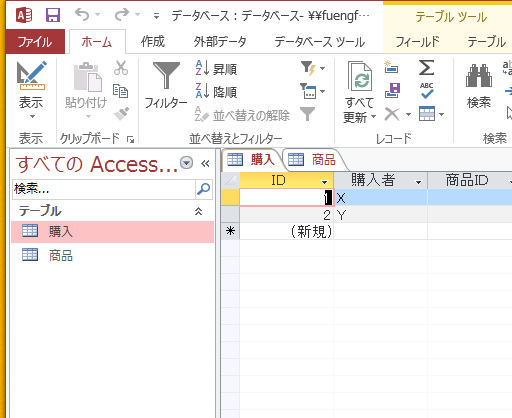 データベース : データベース- ¥¥fuengf…
テーブル ツール
ファイル ホーム 作成 外部データ データベース ツール フィールド テーブル
表示
貼り付け
フィルター
昇順
降順
並べ替えの解除
すべて
更新
検索
表示 クリップボード 並べ替えとフィルター レコード 検索
すべての Access...
検索...
テーブル
購入
商品
購入 商品
ID 購入者 商品ID
1 X
2 Y
(新規)